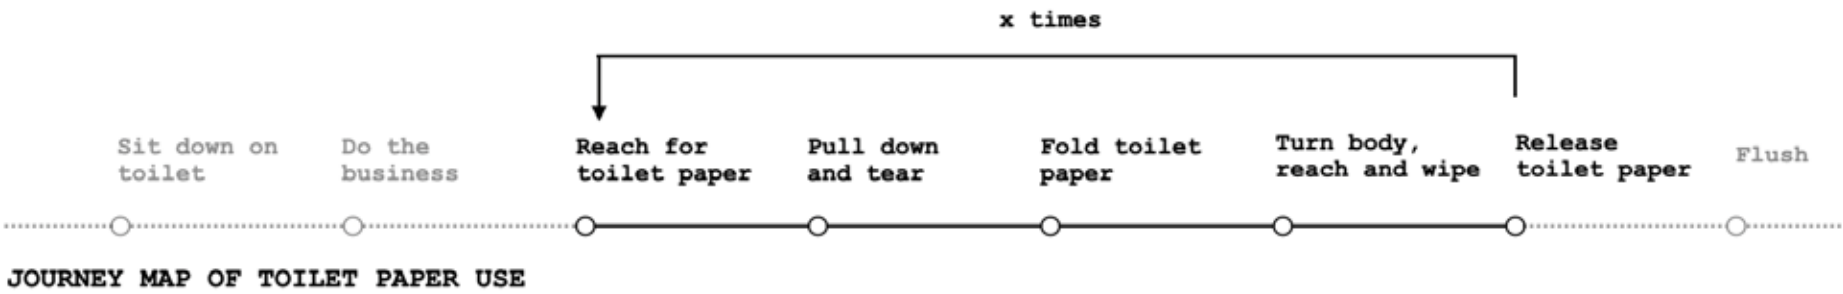 x times
Sit down on
toilet
Do the
business
Reach for
toilet paper
Pull down
and tear
Fold toilet
paper
Turn body,
reach and wipe
Release
toilet paper
Flush
JOURNEY MAP OF TOILET PAPER USE